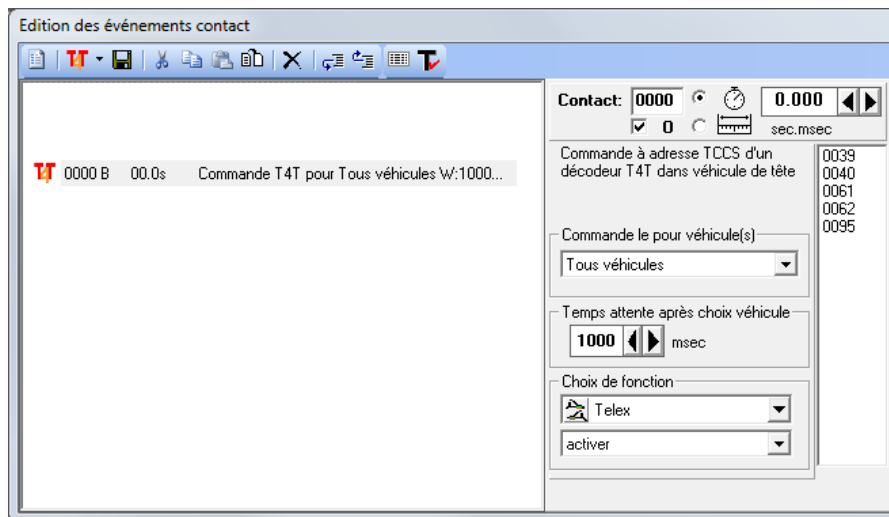 Edition des événements contact
T4T
Contact: 0000 0.000
0 sec.msec
T4T 0000 B 00.0s Commande T4T pour Tous véhicules W:1000...
Commande à adresse TCCS d'un
décodeur T4T dans véhicule de tête
0039
0040
0061
0062
0095
Commande le pour véhicule(s)
Tous véhicules
Temps attente après choix véhicule
1000 msec
Choix de fonction
Telex
activer